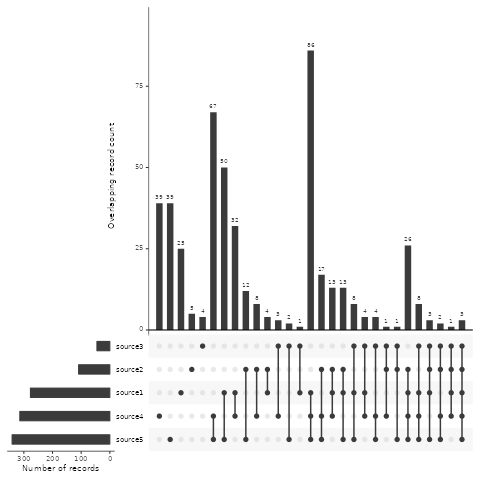 86
67
50
39 39
32
25
26
17
12
13 13
8
8
8
5 4
4
3 2 1
4 4
1 1
3 2 1 3
Overlapping record count
75
50
25
0
source3
source2
source1
source4
source5
300 200 100 0
Number of records